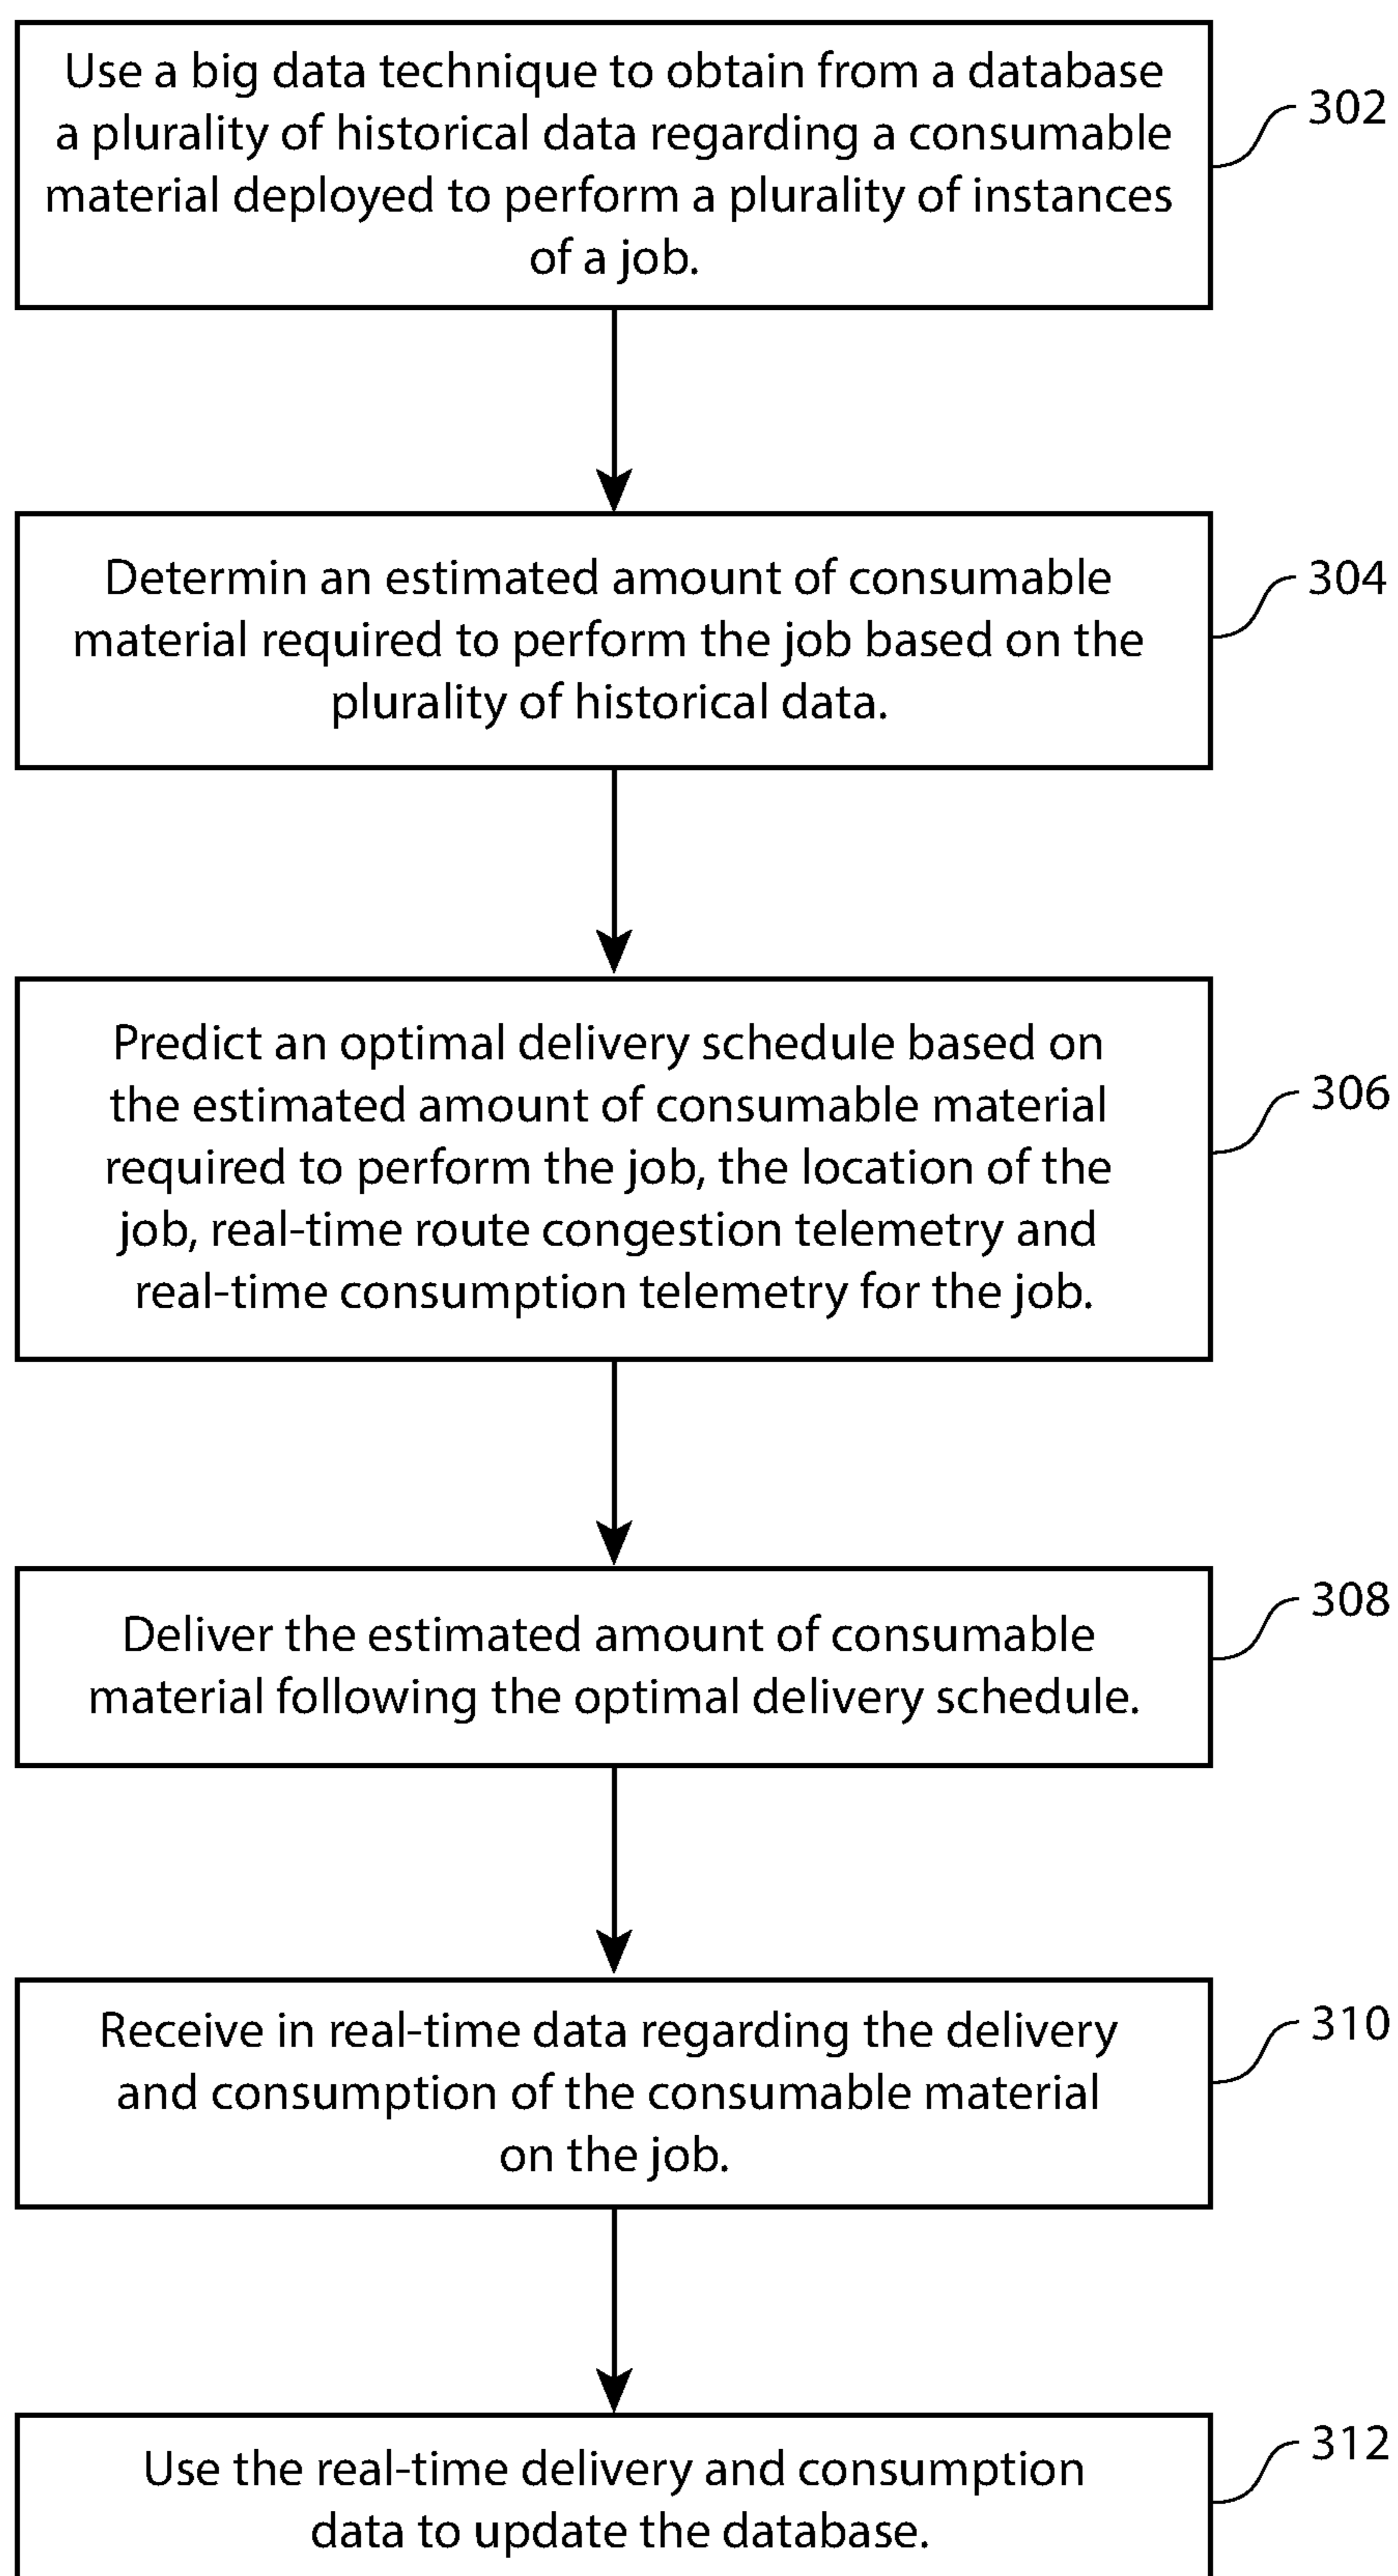 Use a big data technique to obtain from a database
a plurality of historical data regarding a consumable
material deployed to perform a plurality of instances
of a job.
302
Determin an estimated amount of consumable
material required to perform the job based on the
plurality of historical data.
304
Predict an optimal delivery schedule based on
the estimated amount of consumable material
required to perform the job, the location of the
job, real-time route congestion telemetry and
real-time consumption telemetry for the job.
306
Deliver the estimated amount of consumable
material following the optimal delivery schedule.
308
Receive in real-time data regarding the delivery
and consumption of the consumable material
on the job.
310
Use the real-time delivery and consumption
data to update the database.
312